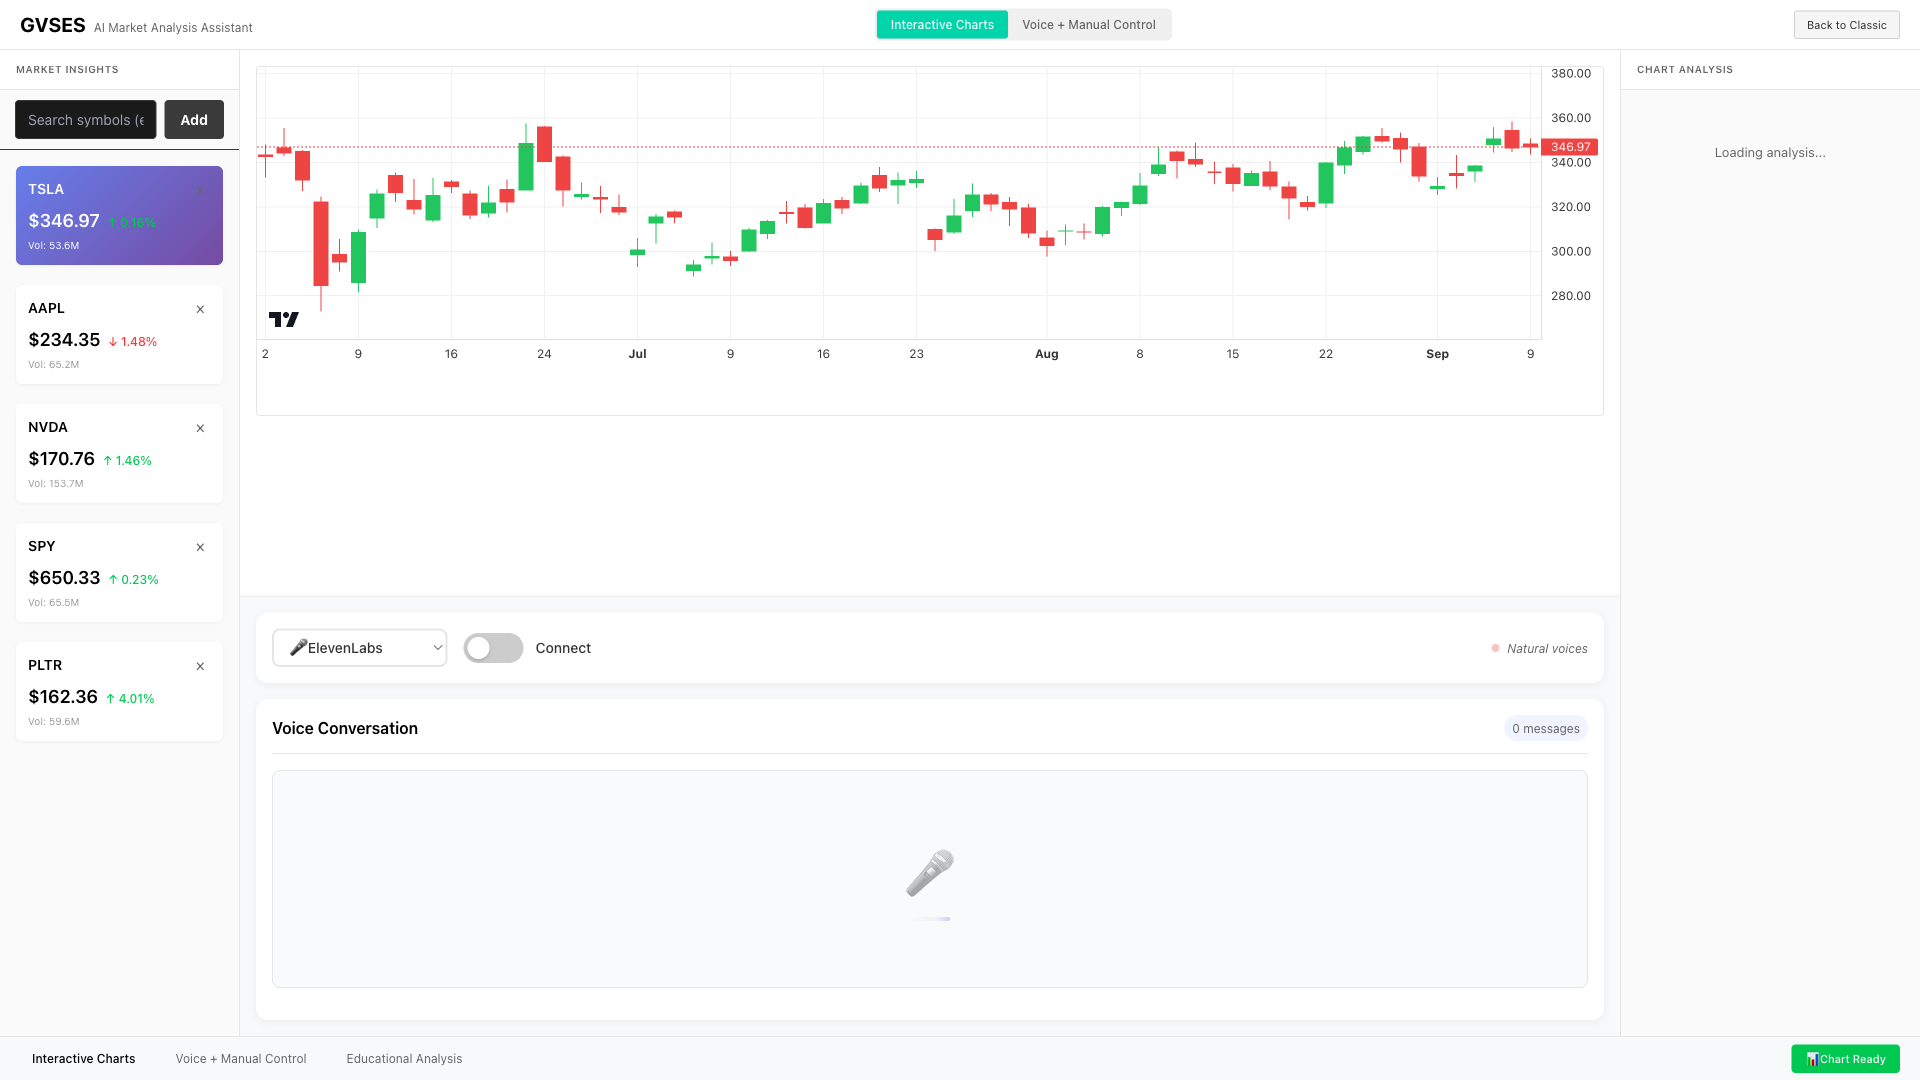 GVSES AI Market Analysis Assistant
Interactive Charts
Voice + Manual Control
Back to Classic
MARKET INSIGHTS
Search symbols (e
Add
TSLA ×
$346.97 ↑ 0.16%
Vol: 53.6M
AAPL ×
$234.35 ↓ 1.48%
Vol: 65.2M
NVDA ×
$170.76 ↑ 1.46%
Vol: 153.7M
SPY ×
$650.33 ↑ 0.23%
Vol: 65.5M
PLTR ×
$162.36 ↑ 4.01%
Vol: 59.6M
380.00
360.00
346.97
340.00
320.00
300.00
280.00
2 9 16 24 Jul 9 16 23 Aug 8 15 22 Sep 9
ElevenLabs
Connect
Natural voices
Voice Conversation
0 messages
CHART ANALYSIS
Loading analysis...
Interactive Charts
Voice + Manual Control
Educational Analysis
Chart Ready